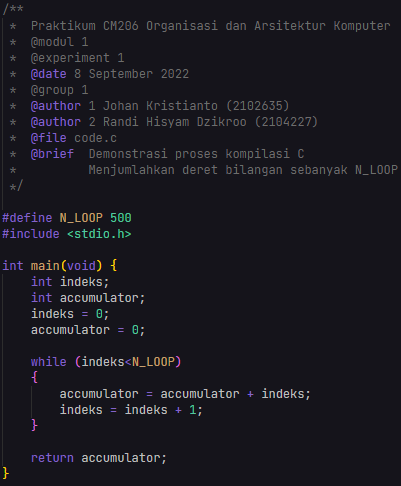 /**
 *  Praktikum CM206 Organisasi dan Arsitektur Komputer
 *  @modul 1
 *  @experiment 1
 *  @date 8 September 2022
 *  @group 1
 *  @author 1 Johan Kristianto (2102635)
 *  @author 2 Randi Hisyam Dzikroo (2104227)
 *  @file code.c
 *  @brief  Demonstrasi proses kompilasi C
 *          Menjumlahkan deret bilangan sebanyak N_LOOP
 */
#define N_LOOP 500
#include <stdio.h>
int main(void) {
    int indeks;
    int accumulator;
    indeks = 0;
    accumulator = 0;
    while (indeks<N_LOOP)
    {
        accumulator = accumulator + indeks;
        indeks = indeks + 1;
    }
    return accumulator;
}